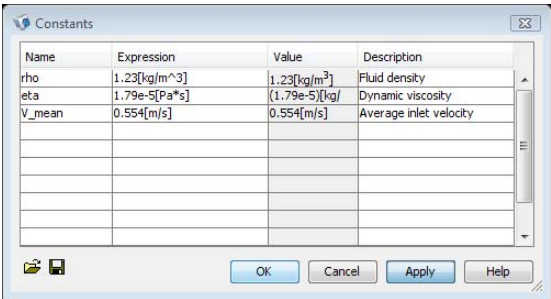 Constants
Name Expression Value Description
rho 1.23[kg/m^3] 1.23[kg/m³] Fluid density
eta 1.79e-5[Pa*s] (1.79e-5)[kg/ Dynamic viscosity
V_mean 0.554[m/s] 0.554[m/s] Average inlet velocity
OK Cancel Apply Help